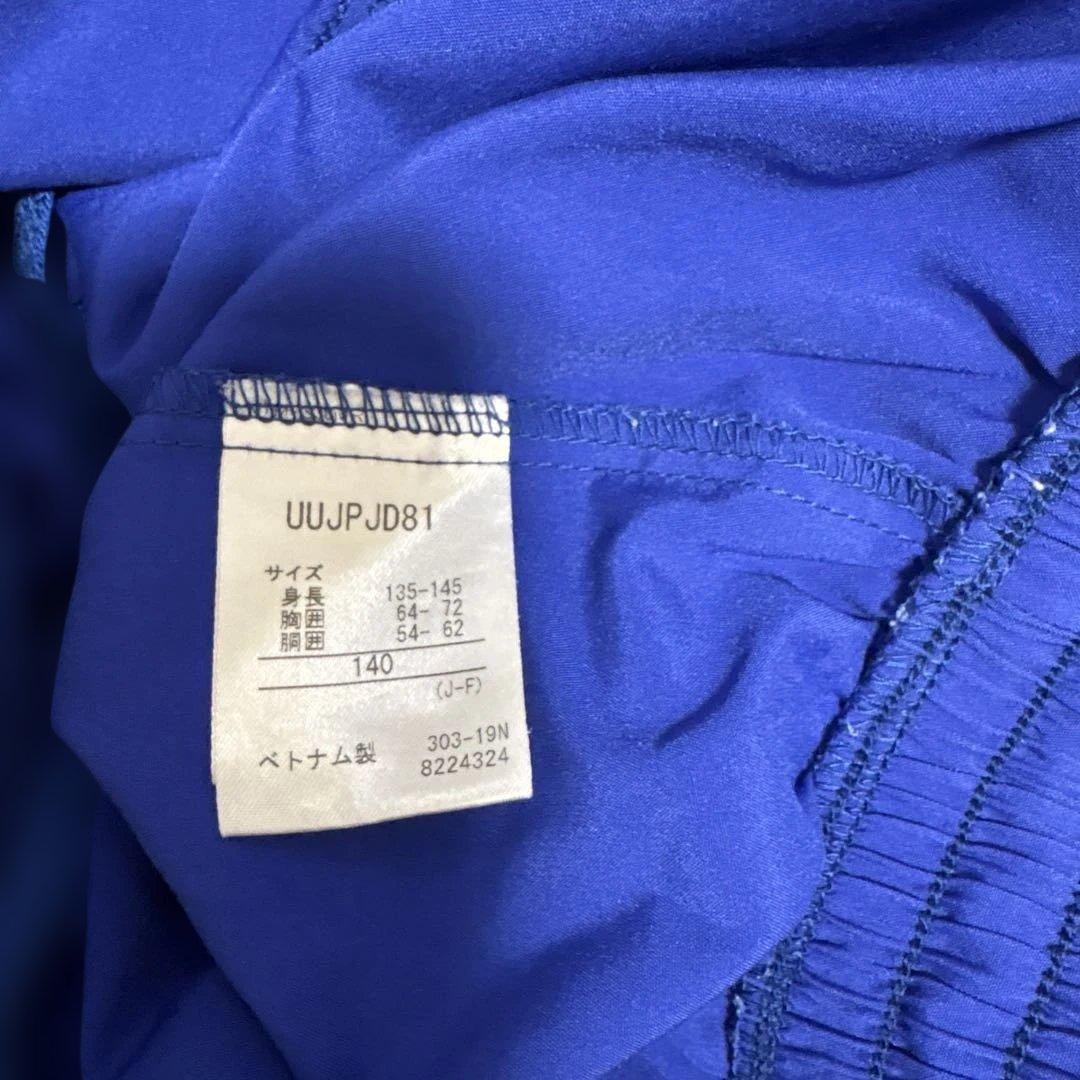 UUJPJD81
サイズ
身長 135-145
胸囲 64- 72
胴囲 54- 62
140
(J-F)
303-19N
ベトナム製 8224324